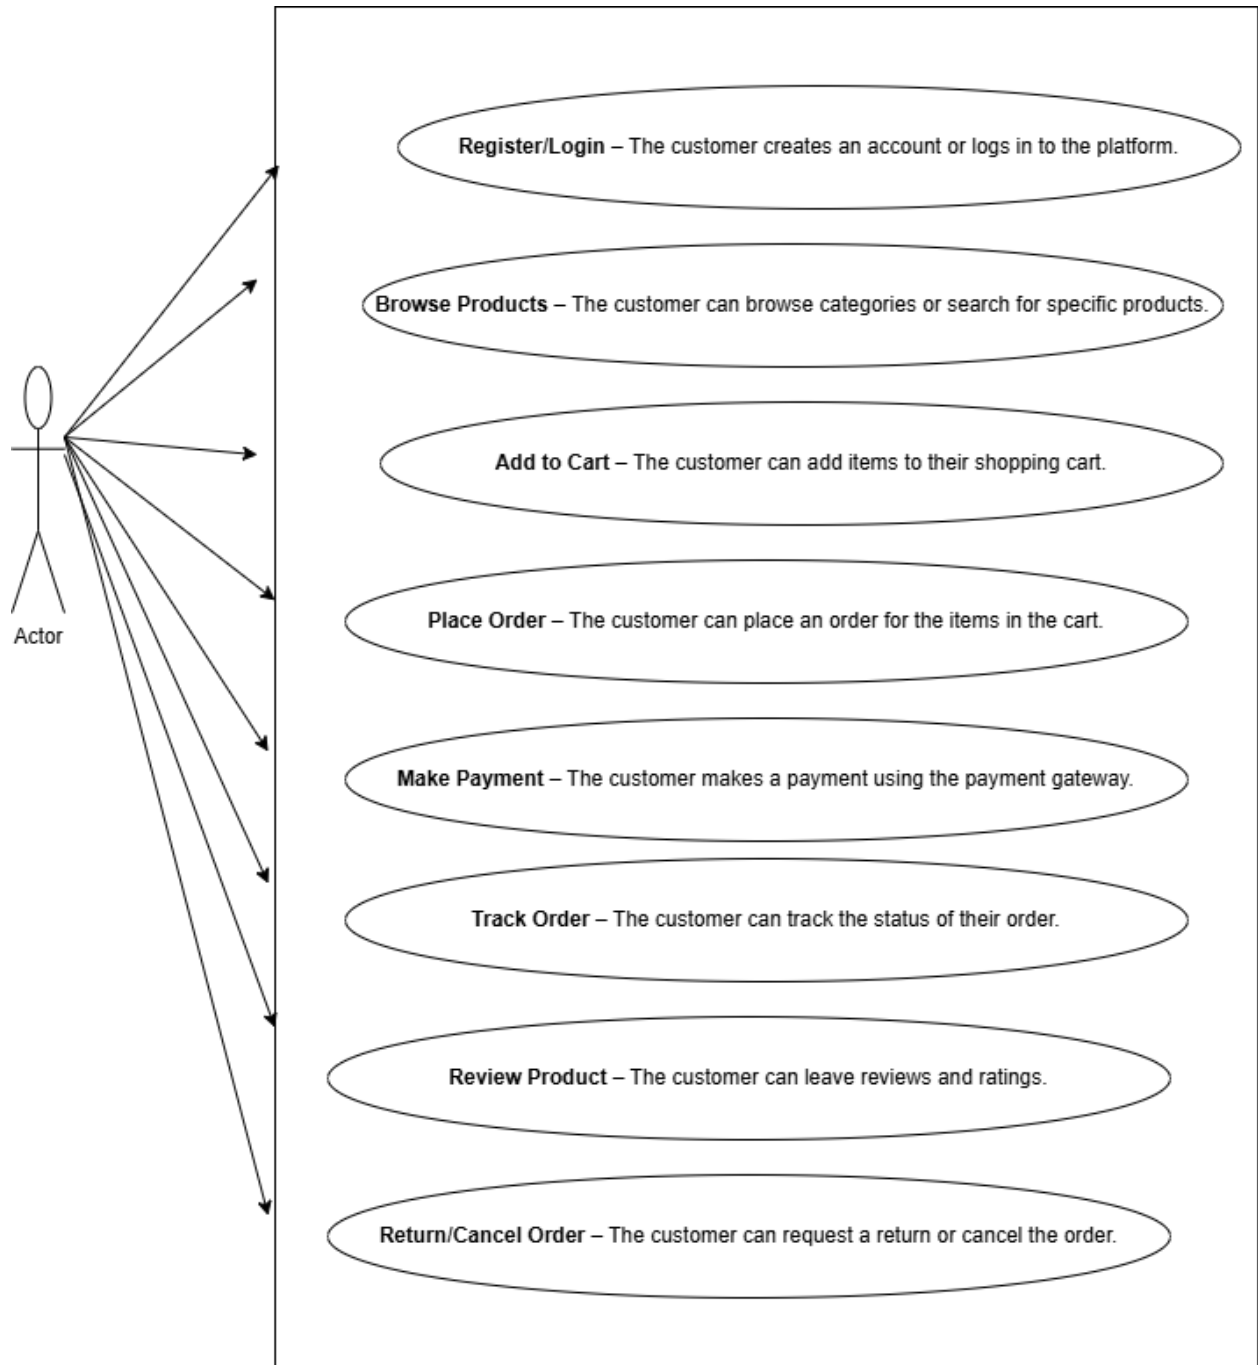 Register/Login – The customer creates an account or logs in to the platform.
Browse Products – The customer can browse categories or search for specific products.
Add to Cart – The customer can add items to their shopping cart.
Place Order – The customer can place an order for the items in the cart.
Actor
Make Payment – The customer makes a payment using the payment gateway.
Track Order – The customer can track the status of their order.
Review Product – The customer can leave reviews and ratings.
Return/Cancel Order – The customer can request a return or cancel the order.